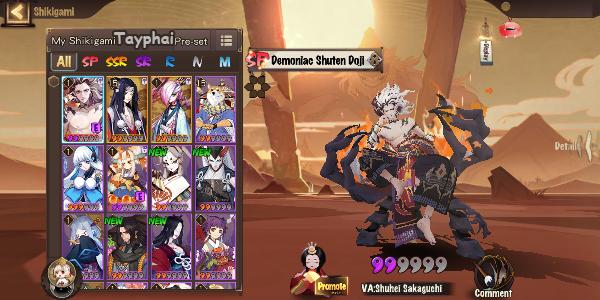 Shikigami
My Shikigami Tayphai Pre-set
All SP SSR SR R N M
SP Demoniac Shuten Doji
Detail
NEW NEW
NEW NEW NEW
Promote
VA:Shuhei Sakaguchi
Comment